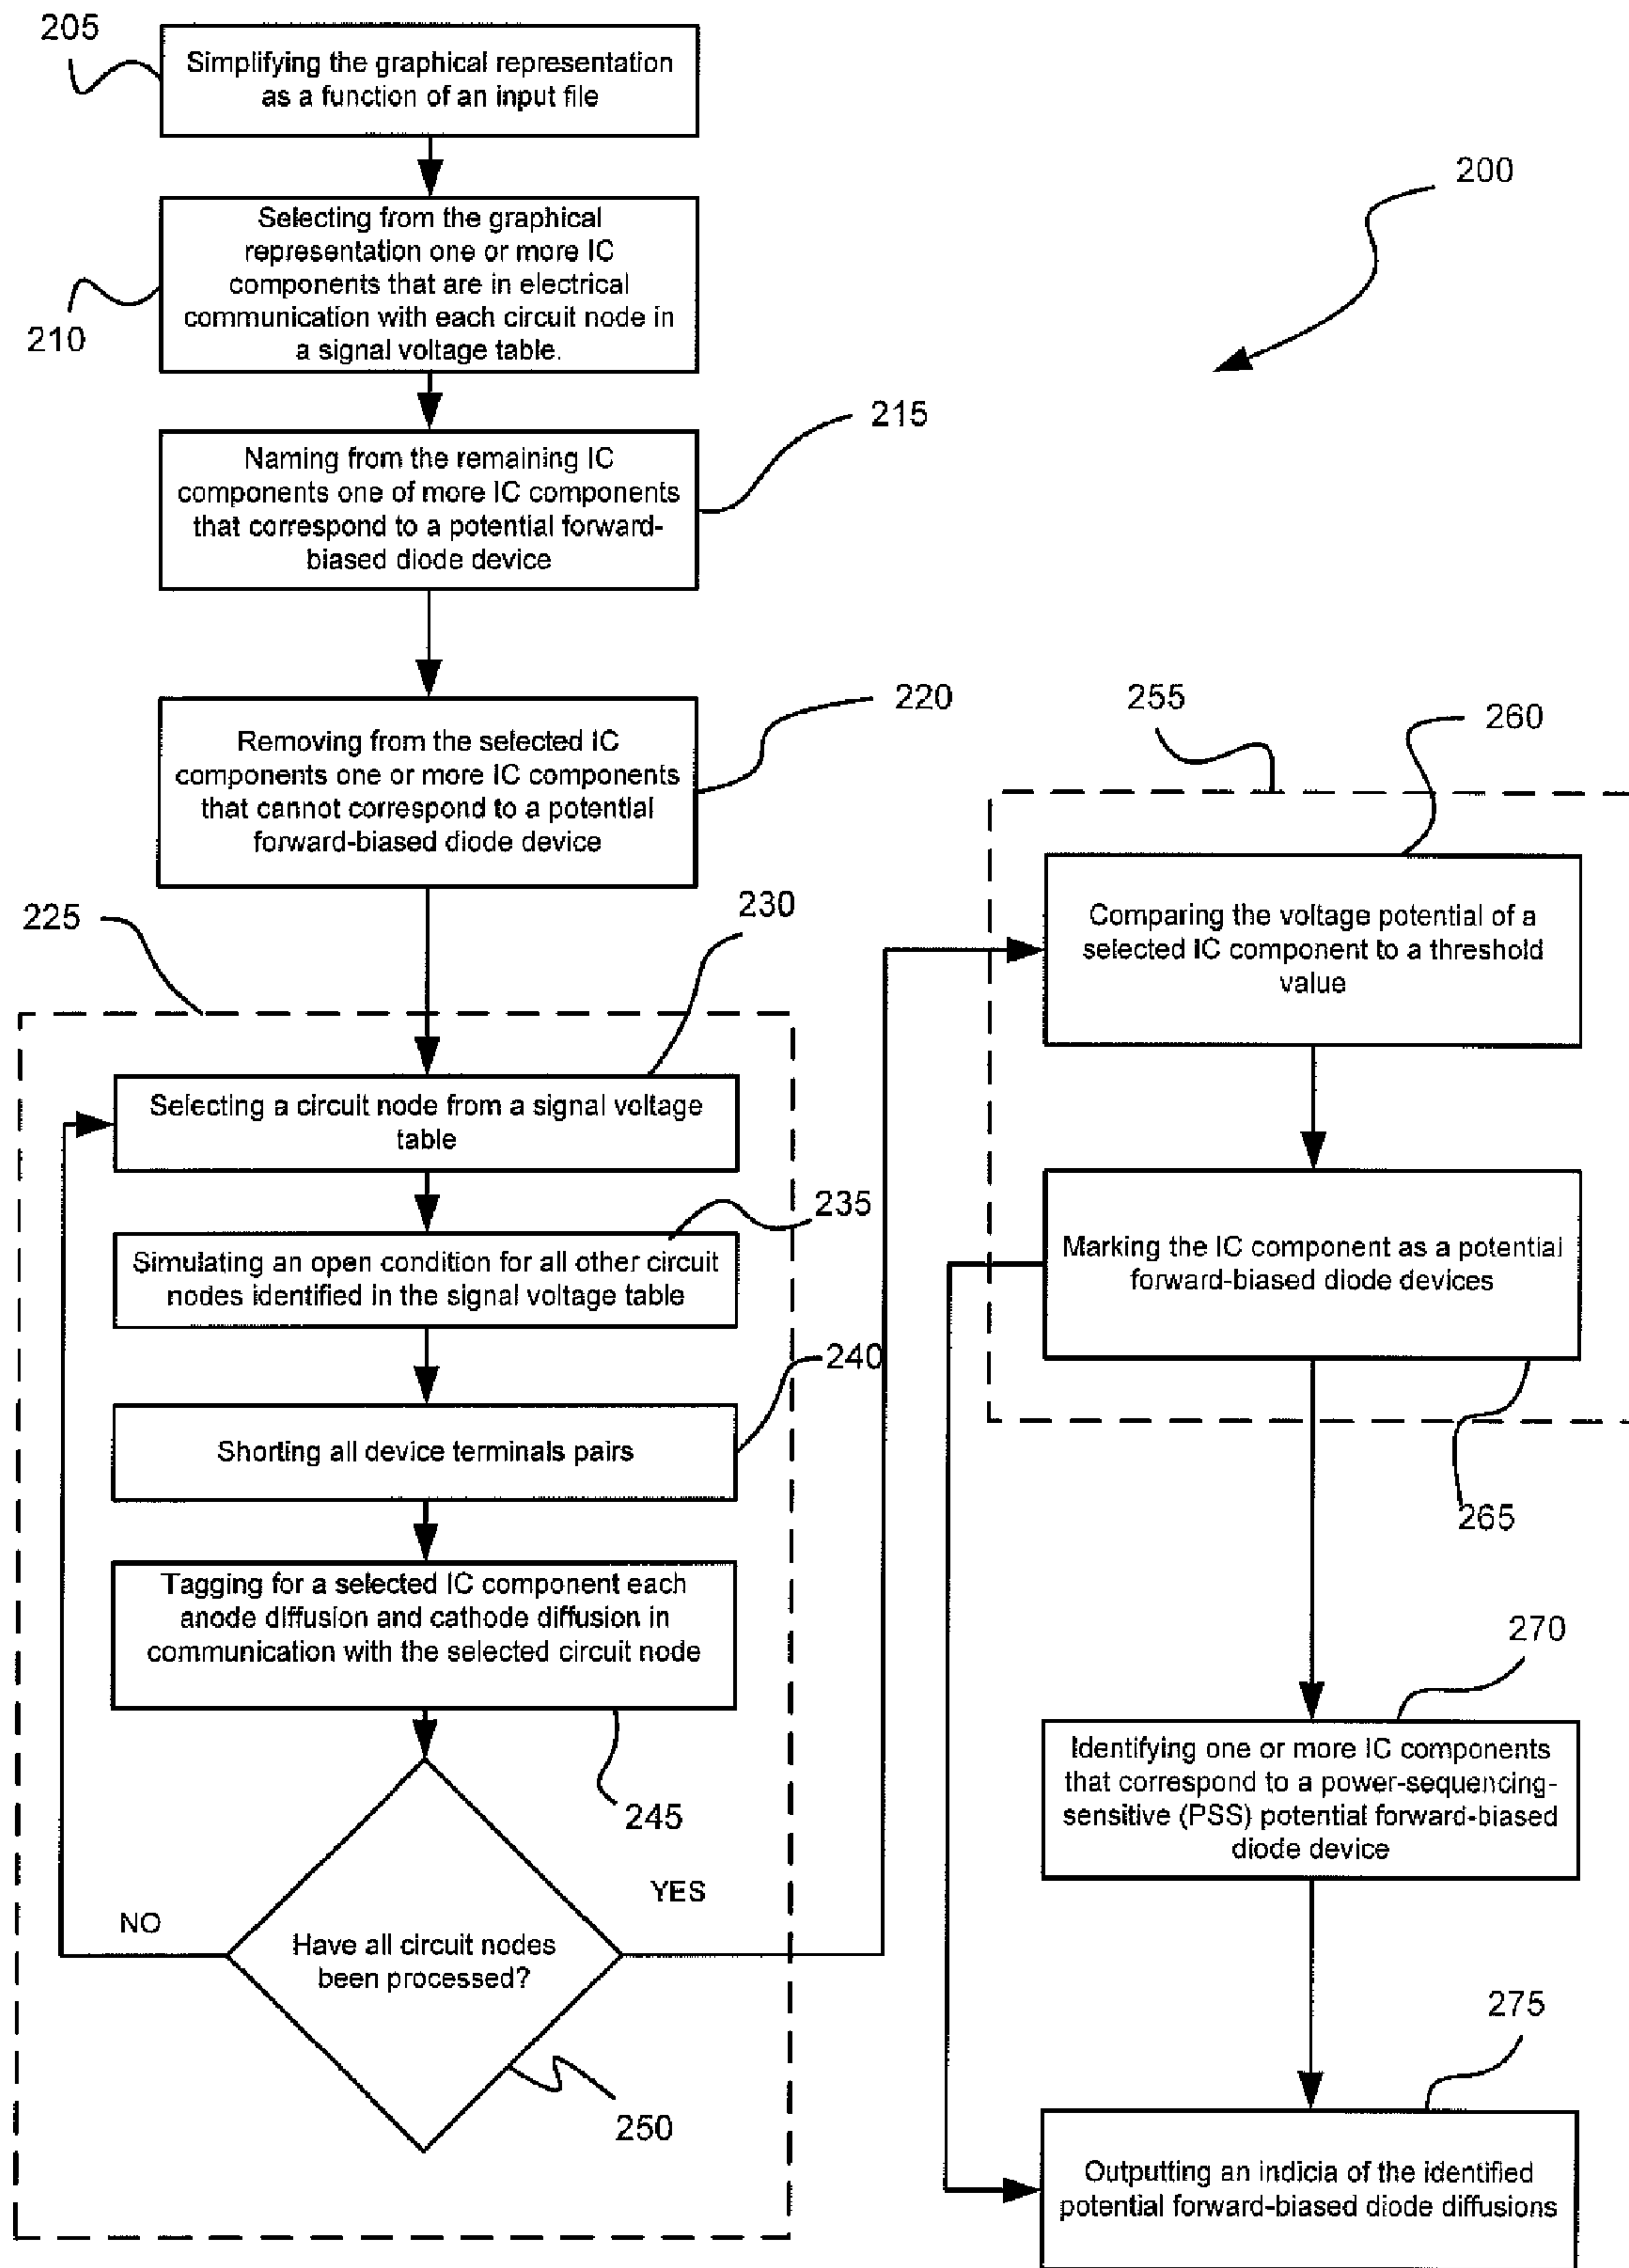 205
Simplifying the graphical representation
as a function of an input file
200
Selecting from the graphical
representation one or more IC
components that are in electrical
communication with each circuit node in
a signal voltage table.
210
215
Naming from the remaining IC
components one of more IC components
that correspond to a potential forward-
biased diode device
220
Removing from the selected IC
components one or more IC components
that cannot correspond to a potential
forward-biased diode device
225
230
Selecting a circuit node from a signal voltage
table
235
Simulating an open condition for all other circuit
nodes identified in the signal voltage table
240
Shorting all device terminals pairs
Tagging for a selected IC component each
anode diffusion and cathode diffusion in
communication with the selected circuit node
245
YES
NO
Have all circuit nodes
been processed?
250
255
260
Comparing the voltage potential of a
selected IC component to a threshold
value
Marking the IC component as a potential
forward-biased diode devices
265
270
Identifying one or more IC components
that correspond to a power-sequencing-
sensitive (PSS) potential forward-biased
diode device
275
Outputting an indicia of the identified
potential forward-biased diode diffusions